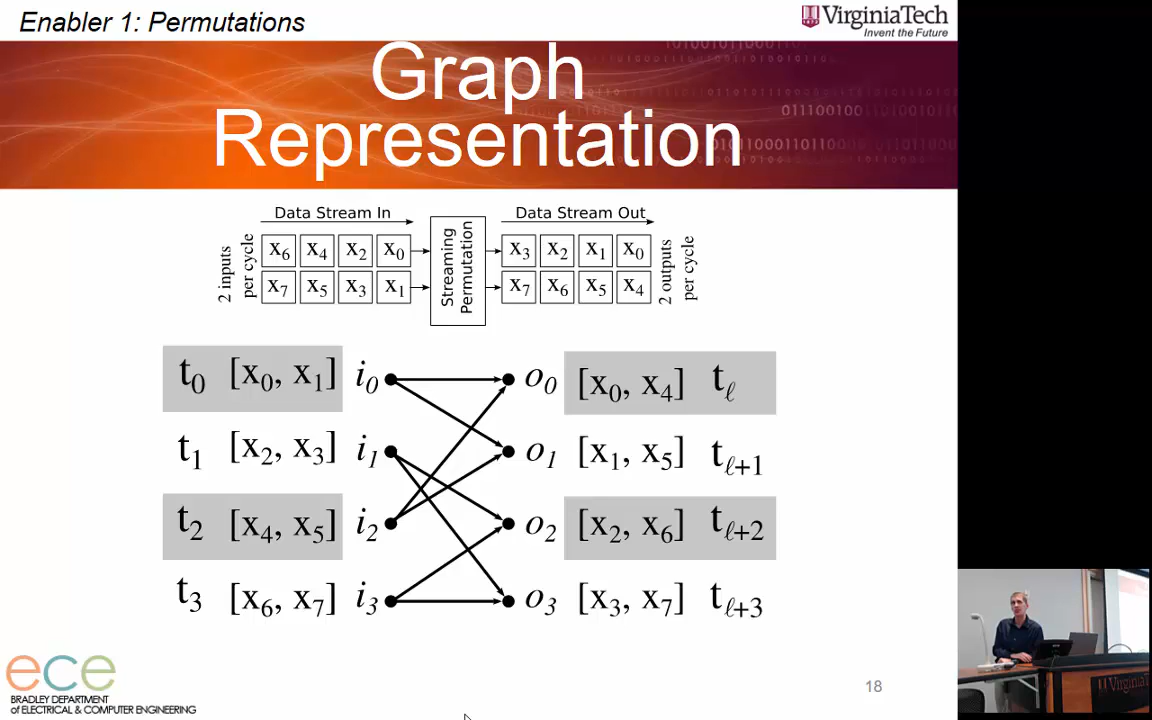 Enabler 1: Permutations
VirginiaTech
Invent the Future
Graph
Representation
01110010001
Data Stream In
Data Stream Out
2 inputs
per cycle
x6 x4 x2 x0
x7 x5 x3 x1
Streaming
Permutation
x3 x2 x1 x0
x7 x6 x5 x4
2 outputs
per cycle
t0 [x0, x1] i0 o0 [x0, x4] tℓ
t1 [x2, x3] i1 o1 [x1, x5] tℓ+1
t2 [x4, x5] i2 o2 [x2, x6] tℓ+2
t3 [x6, x7] i3 o3 [x3, x7] tℓ+3
ece
BRADLEY DEPARTMENT
of ELECTRICAL & COMPUTER ENGINEERING
18
VirginiaTech